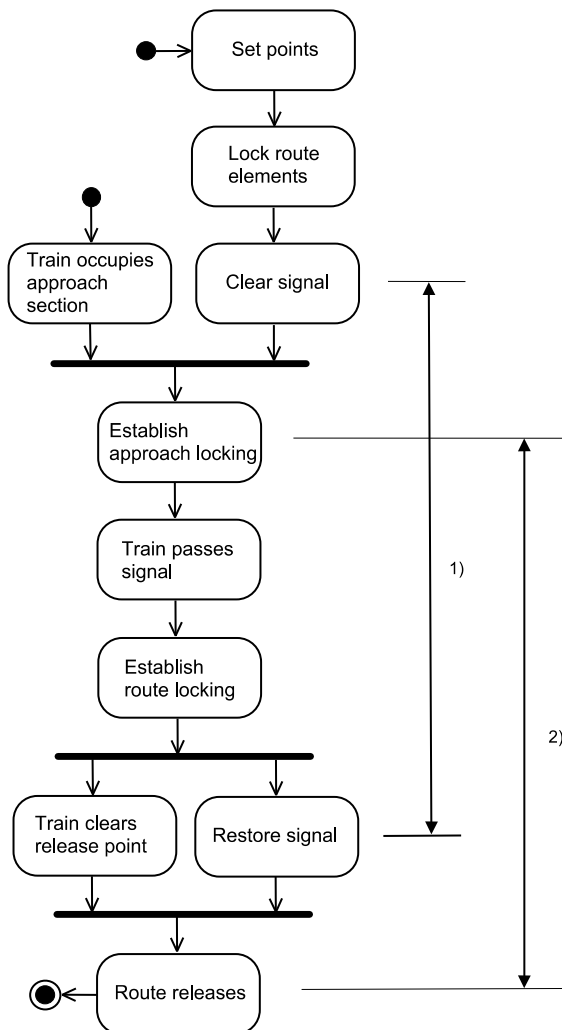 Set points
Lock route
elements
Train occupies
approach
section
Clear signal
Establish
approach locking
Train passes
signal
1)
Establish
route locking
2)
Train clears
release point
Restore signal
Route releases